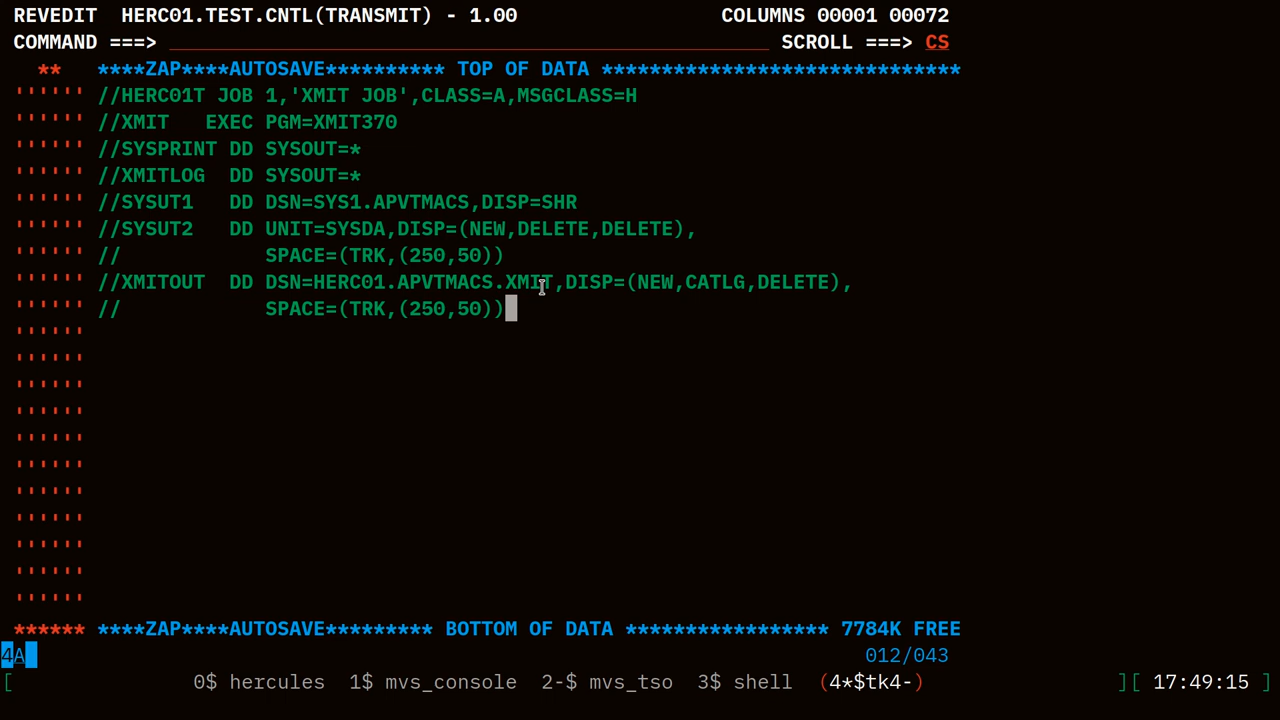 REVEDIT  HERC01.TEST.CNTL(TRANSMIT) - 1.00                 COLUMNS 00001 00072
COMMAND ===> __________________________________________________ SCROLL ===> CS
**   ****ZAP****AUTOSAVE********** TOP OF DATA ******************************
'''''' //HERC01T JOB 1,'XMIT JOB',CLASS=A,MSGCLASS=H
'''''' //XMIT   EXEC PGM=XMIT370
'''''' //SYSPRINT DD SYSOUT=*
'''''' //XMITLOG  DD SYSOUT=*
'''''' //SYSUT1   DD DSN=SYS1.APVTMACS,DISP=SHR
'''''' //SYSUT2   DD UNIT=SYSDA,DISP=(NEW,DELETE,DELETE),
'''''' //            SPACE=(TRK,(250,50))
'''''' //XMITOUT  DD DSN=HERC01.APVTMACS.XMIT,DISP=(NEW,CATLG,DELETE),
'''''' //            SPACE=(TRK,(250,50))
''''''
''''''
''''''
''''''
''''''
''''''
''''''
''''''
''''''
''''''
''''''
****** ****ZAP****AUTOSAVE********* BOTTOM OF DATA ***************** 7784K FREE
4A                                                                      012/043
[               0$ hercules  1$ mvs_console  2-$ mvs_tso  3$ shell  (4*$tk4-)                ][ 17:49:15 ]